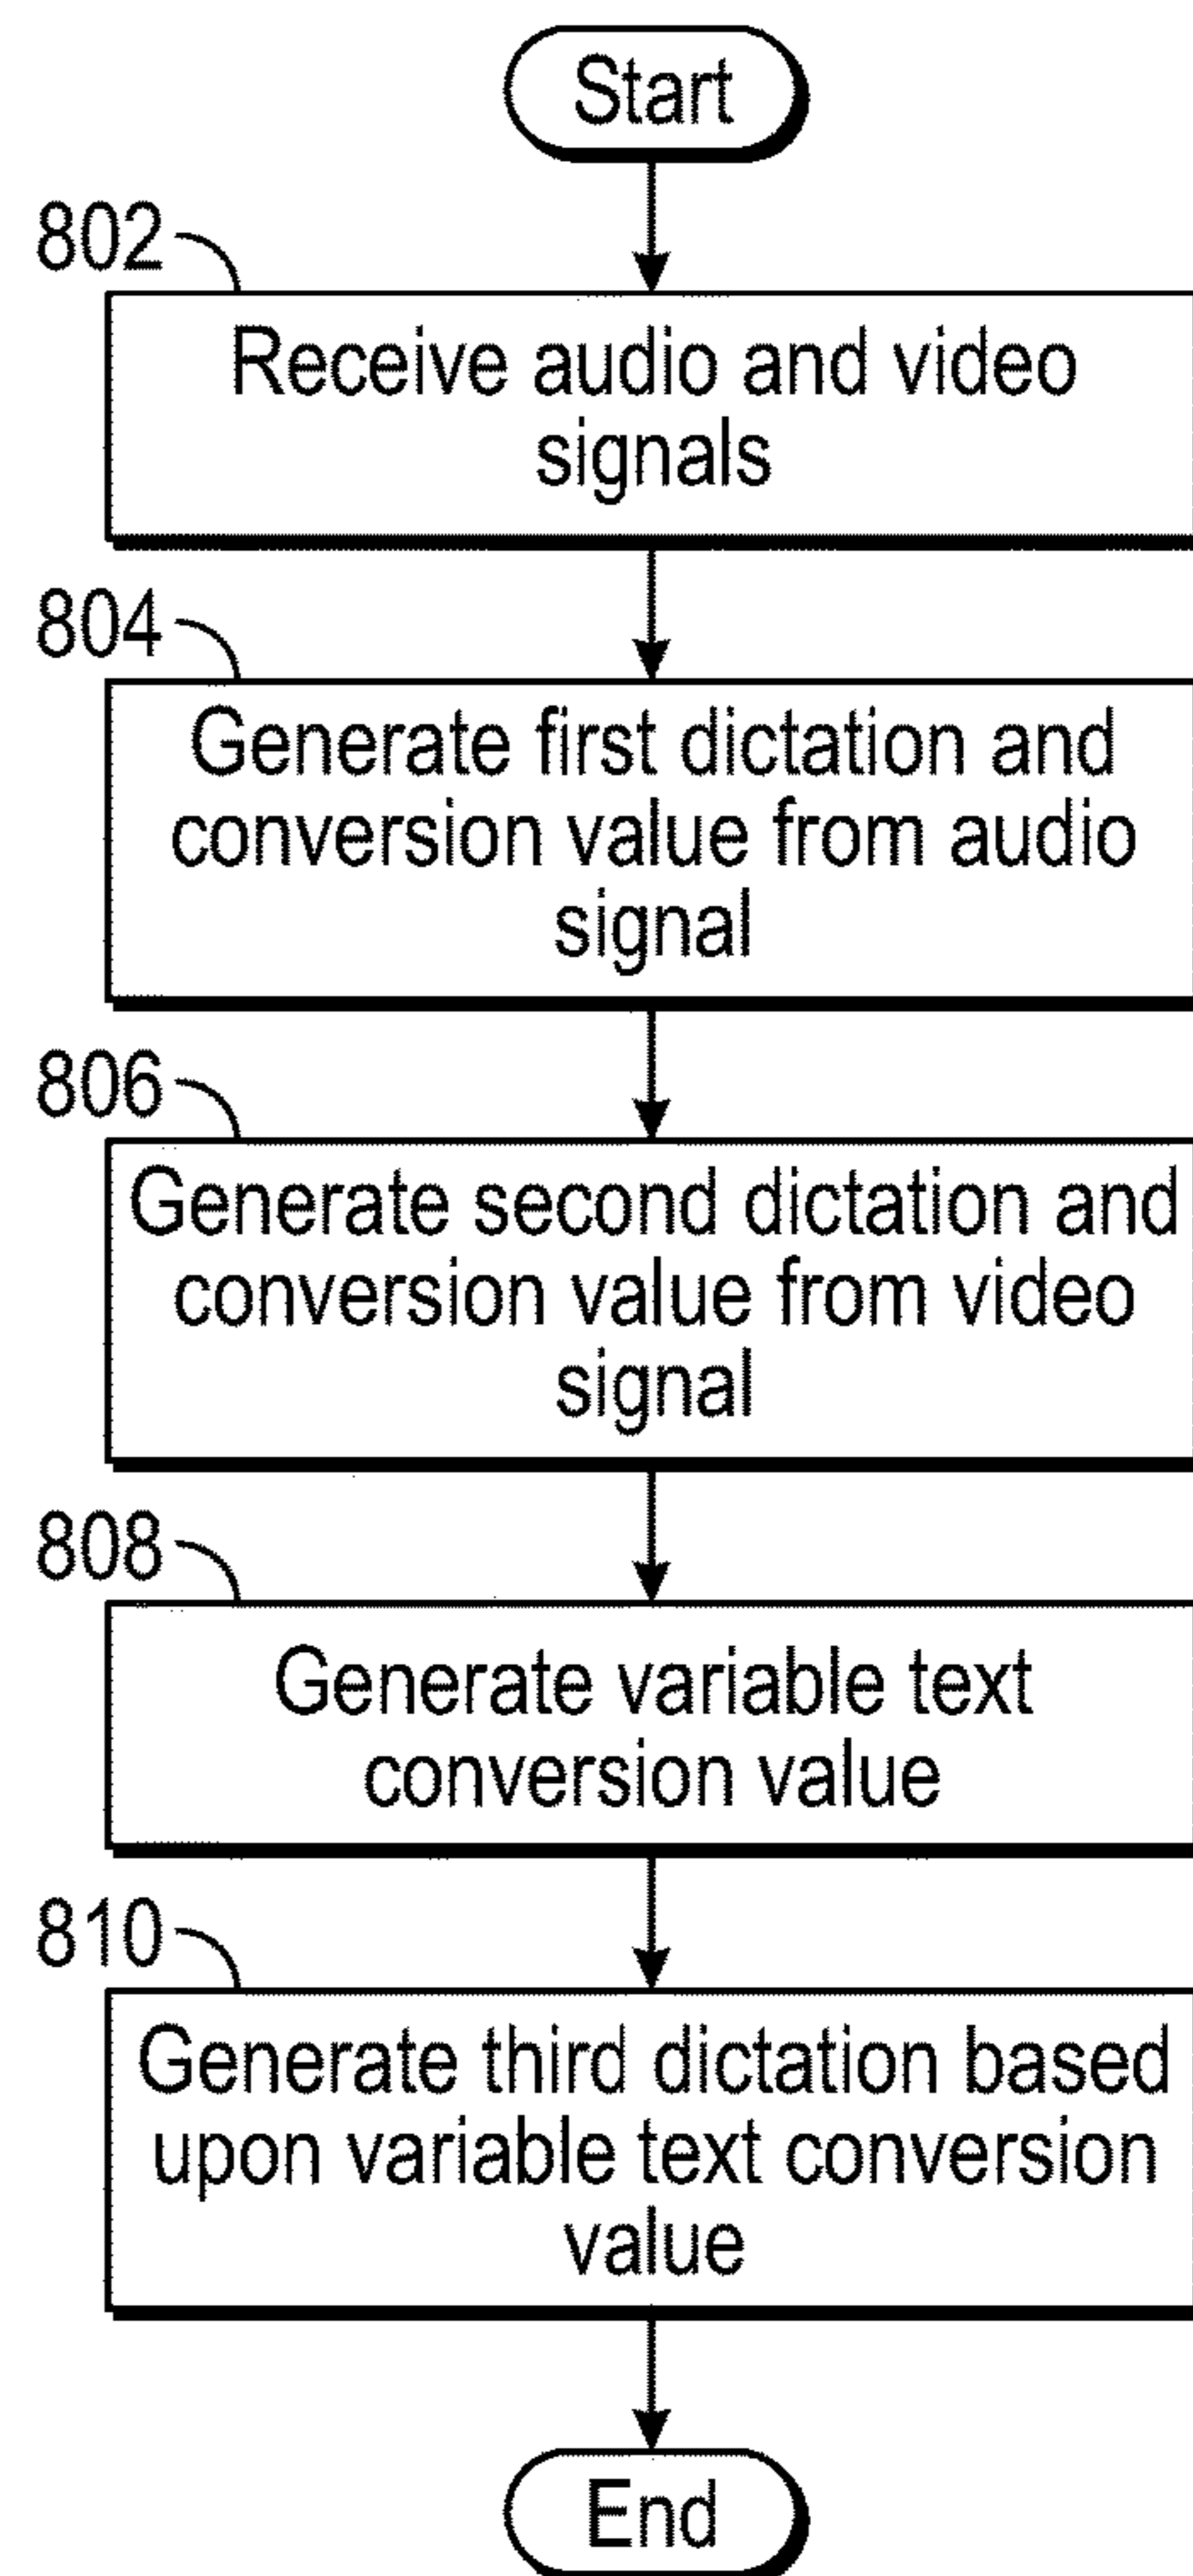 Start
802
Receive audio and video
signals
804
Generate first dictation and
conversion value from audio
signal
806
Generate second dictation and
conversion value from video
signal
808
Generate variable text
conversion value
810
Generate third dictation based
upon variable text conversion
value
End